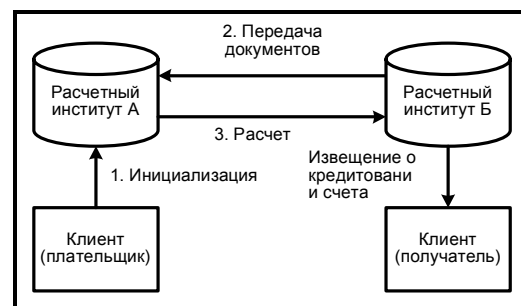 2. Передача
документов
Расчетный
институт А
Расчетный
институт Б
3. Расчет
1. Инициализация
Извещение о
кредитовани
и счета
Клиент
(плательщик)
Клиент
(получатель)